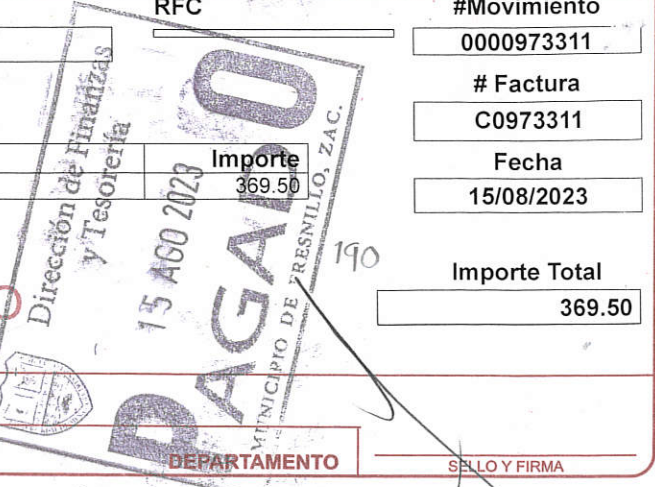 RFC
#Movimiento
0000973311
# Factura
C0973311
Importe
369.50
Fecha
15/08/2023
Importe Total
369.50
190
Dirección de Finanzas
y Tesorería
15 AGO 2023
PAGADO
MUNICIPIO DE FRESNILLO, ZAC.
DEPARTAMENTO
SELLO Y FIRMA